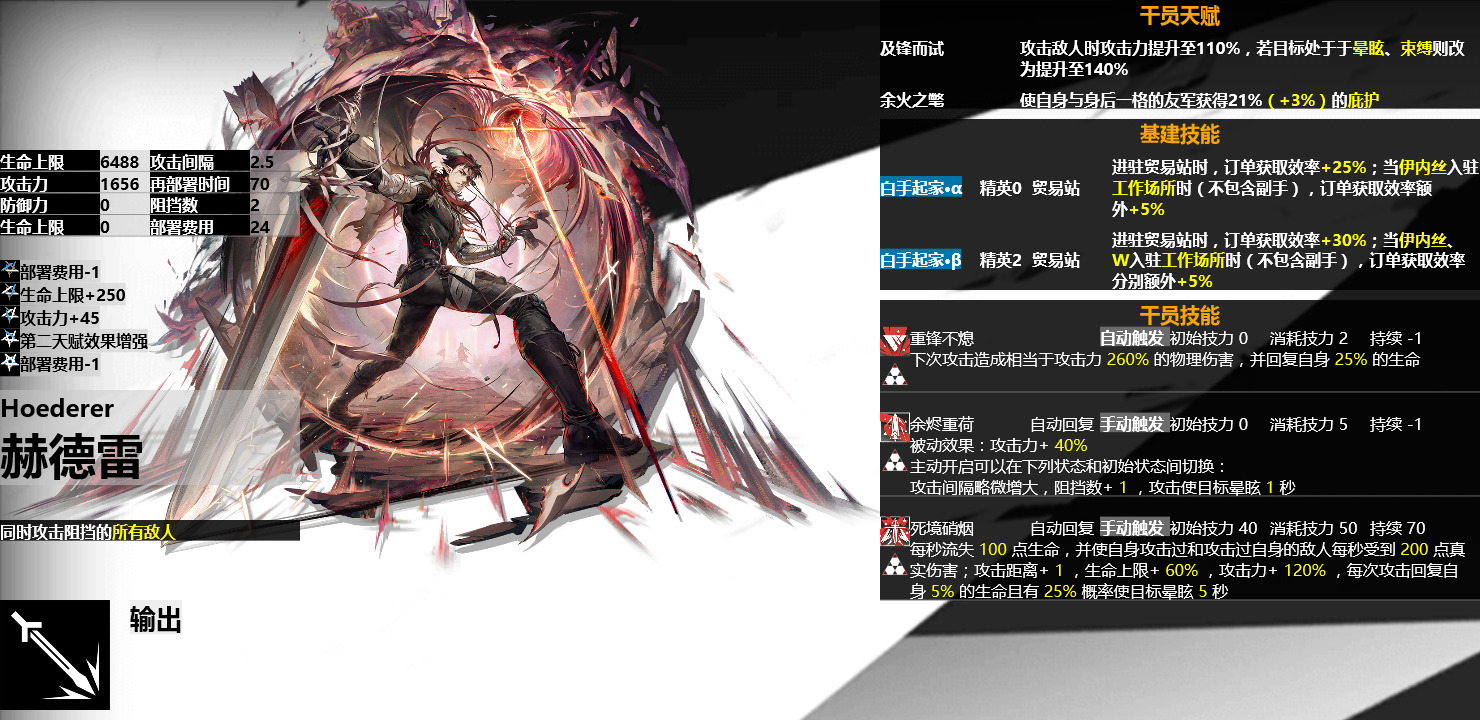 生命上限 6488 攻击间隔 2.5
攻击力 1656 再部署时间 70
防御力 0 阻挡数 2
生命上限 0 部署费用 24
部署费用-1
生命上限+250
攻击力+45
第二天赋效果增强
部署费用-1
Hoederer
赫德雷
同时攻击阻挡的所有敌人
输出
干员天赋
及锋而试 攻击敌人时攻击力提升至110%，若目标处于于晕眩、束缚则改
为提升至140%
余火之鳖 使自身与身后一格的友军获得21%（+3%）的庇护
基建技能
进驻贸易站时，订单获取效率+25%；当伊内丝入驻
白手起家•α 精英0 贸易站 工作场所时（不包含副手），订单获取效率额
外+5%
进驻贸易站时，订单获取效率+30%；当伊内丝、
白手起家•β 精英2 贸易站 W入驻工作场所时（不包含副手），订单获取效率
分别额外+5%
干员技能
重锋不熄 自动触发 初始技力 0 消耗技力 2 持续 -1
下次攻击造成相当于攻击力 260% 的物理伤害，并回复自身 25% 的生命
余烬重荷 自动回复 手动触发 初始技力 0 消耗技力 5 持续 -1
被动效果：攻击力+ 40%
主动开启可以在下列状态和初始状态间切换：
攻击间隔略微增大，阻挡数+ 1 ，攻击使目标晕眩 1 秒
死境硝烟 自动回复 手动触发 初始技力 40 消耗技力 50 持续 70
每秒流失 100 点生命，并使自身攻击过和攻击过自身的敌人每秒受到 200 点真
实伤害；攻击距离+ 1 ，生命上限+ 60% ，攻击力+ 120% ，每次攻击回复自
身 5% 的生命且有 25% 概率使目标晕眩 5 秒